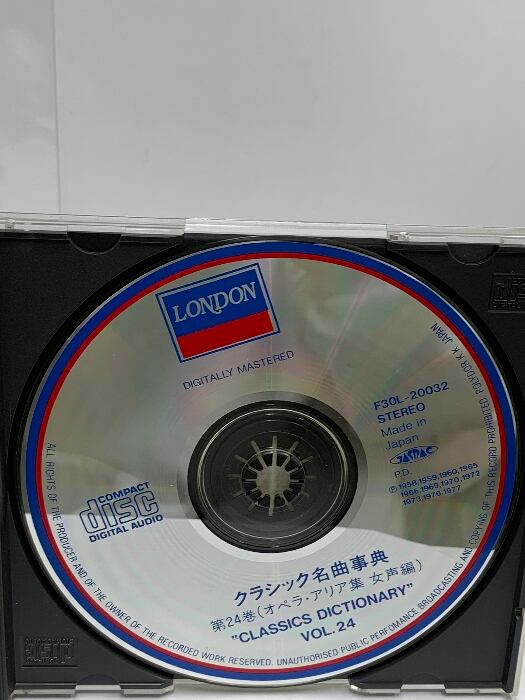 LONDON
DIGITALLY MASTERED
F30L-20032
STEREO
Made in
Japan
JASRAC
P.D.
℗1958,1959,1960,1965
1966,1969,1970,1972
1973,1976,1977
COMPACT
disc
DIGITAL AUDIO
クラシック名曲事典
第24巻(オペラ・アリア集 女声編)
"CLASSICS DICTIONARY"
VOL.24
ALL RIGHTS OF THE PRODUCER AND OF THE OWNER OF THE RECORDED WORK RESERVED. UNAUTHORISED PUBLIC PERFOMANCE BROADCASTING AND COPYING OF THIS RECORD PROHIBITED POLYDOR K.K. JAPAN